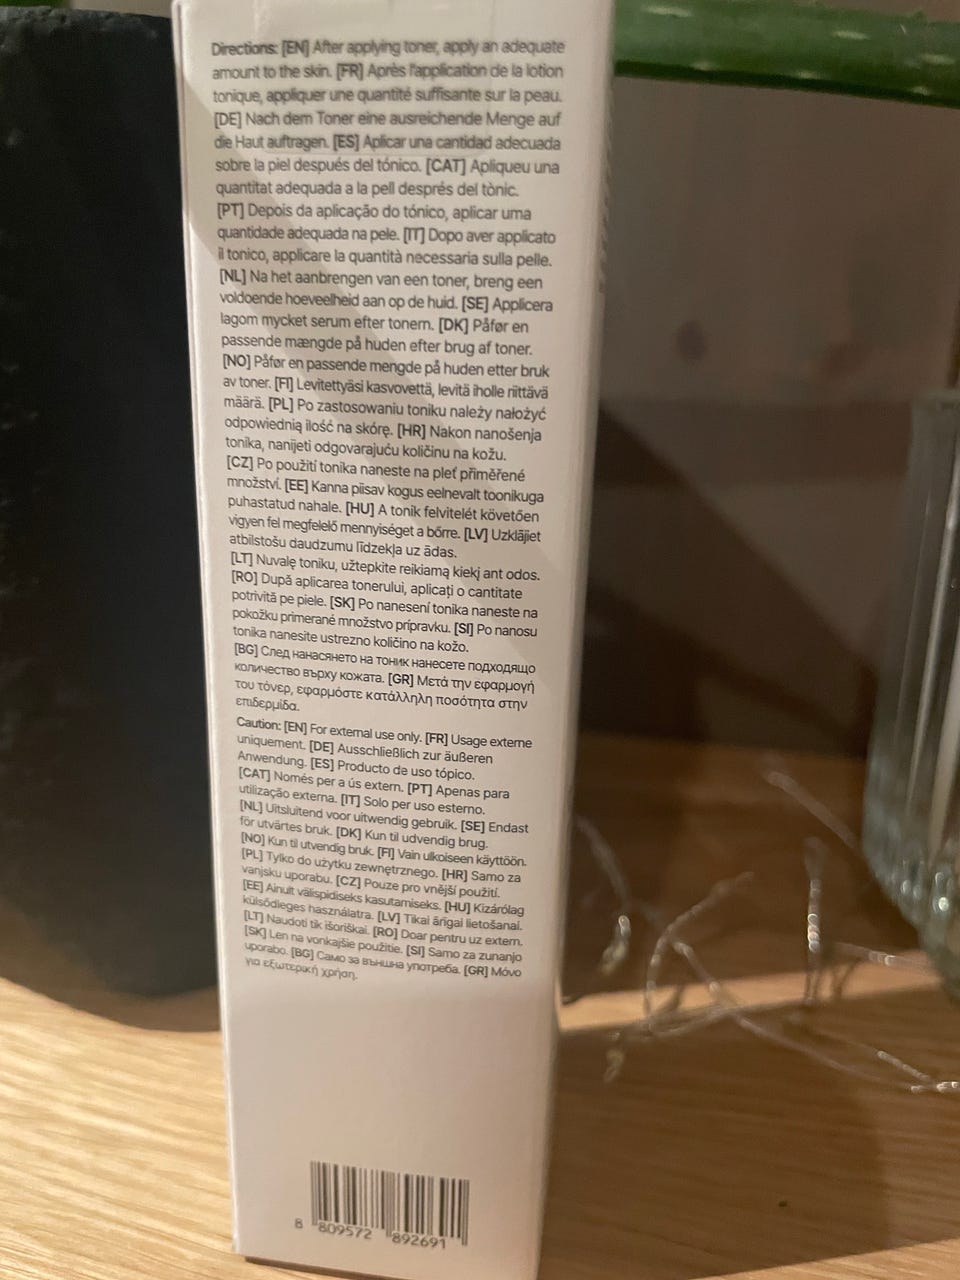 Directions: [EN] After applying toner, apply an adequate
amount to the skin. [FR] Après l'application de la lotion
tonique, appliquer une quantité suffisante sur la peau.
[DE] Nach dem Toner eine ausreichende Menge auf
die Haut auftragen. [ES] Aplicar una cantidad adecuada
sobre la piel después del tónico. [CAT] Apliqueu una
quantitat adequada a la pell després del tònic.
[PT] Depois da aplicação do tónico, aplicar uma
quantidade adequada na pele. [IT] Dopo aver applicato
il tonico, applicare la quantità necessaria sulla pelle.
[NL] Na het aanbrengen van een toner, breng een
voldoende hoeveelheid aan op de huid. [SE] Applicera
lagom mycket serum efter tonern. [DK] Påfør en
passende mængde på huden efter brug af toner.
[NO] Påfør en passende mengde på huden etter bruk
av toner. [FI] Levitettyäsi kasvovettä, levitä iholle riittävä
määrä. [PL] Po zastosowaniu toniku należy nałożyć
odpowiednią ilość na skórę. [HR] Nakon nanošenja
tonika, nanijeti odgovarajuću količinu na kožu.
[CZ] Po použití tonika naneste na pleť přiměřené
množství. [EE] Kanna piisav kogus eelnevalt toonikuga
puhastatud nahale. [HU] A tonik felvitelét követően
vigyen fel megfelelő mennyiséget a bőrre. [LV] Uzklājiet
atbilstošu daudzumu līdzekļa uz ādas.
[LT] Nuvalę toniku, užtepkite reikiamą kiekį ant odos.
[RO] După aplicarea tonerului, aplicați o cantitate
potrivită pe piele. [SK] Po nanesení tonika naneste na
pokožku primerané množstvo prípravku. [SI] Po nanosu
tonika nanesite ustrezno količino na kožo.
[BG] След нанасянето на тоник нанесете подходящо
количество върху кожата. [GR] Μετά την εφαρμογή
του τόνερ, εφαρμόστε κατάλληλη ποσότητα στην
επιδερμίδα.
Caution: [EN] For external use only. [FR] Usage externe
uniquement. [DE] Ausschließlich zur äußeren
Anwendung. [ES] Producto de uso tópico.
[CAT] Només per a ús extern. [PT] Apenas para
utilização externa. [IT] Solo per uso esterno.
[NL] Uitsluitend voor uitwendig gebruik. [SE] Endast
för utvärtes bruk. [DK] Kun til udvendig brug.
[NO] Kun til utvendig bruk. [FI] Vain ulkoiseen käyttöön.
[PL] Tylko do użytku zewnętrznego. [HR] Samo za
vanjsku uporabu. [CZ] Pouze pro vnější použití.
[EE] Ainult välispidiseks kasutamiseks. [HU] Kizárólag
külsődleges használatra. [LV] Tikai ārīgai lietošanai.
[LT] Naudoti tik išoriškai. [RO] Doar pentru uz extern.
[SK] Len na vonkajšie použitie. [SI] Samo za zunanjo
uporabo. [BG] Само за външна употреба. [GR] Μόνο
για εξωτερική χρήση.
8 809572 892691